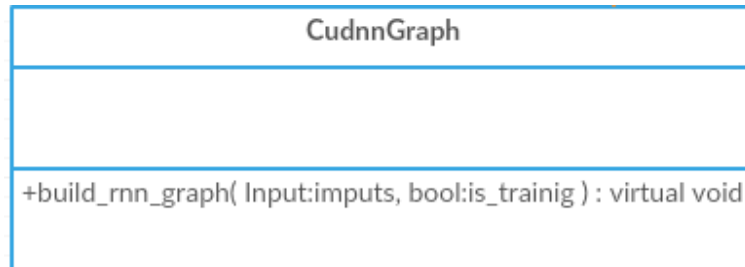 CudnnGraph
+build_rnn_graph( Input:imputs, bool:is_trainig ) : virtual void